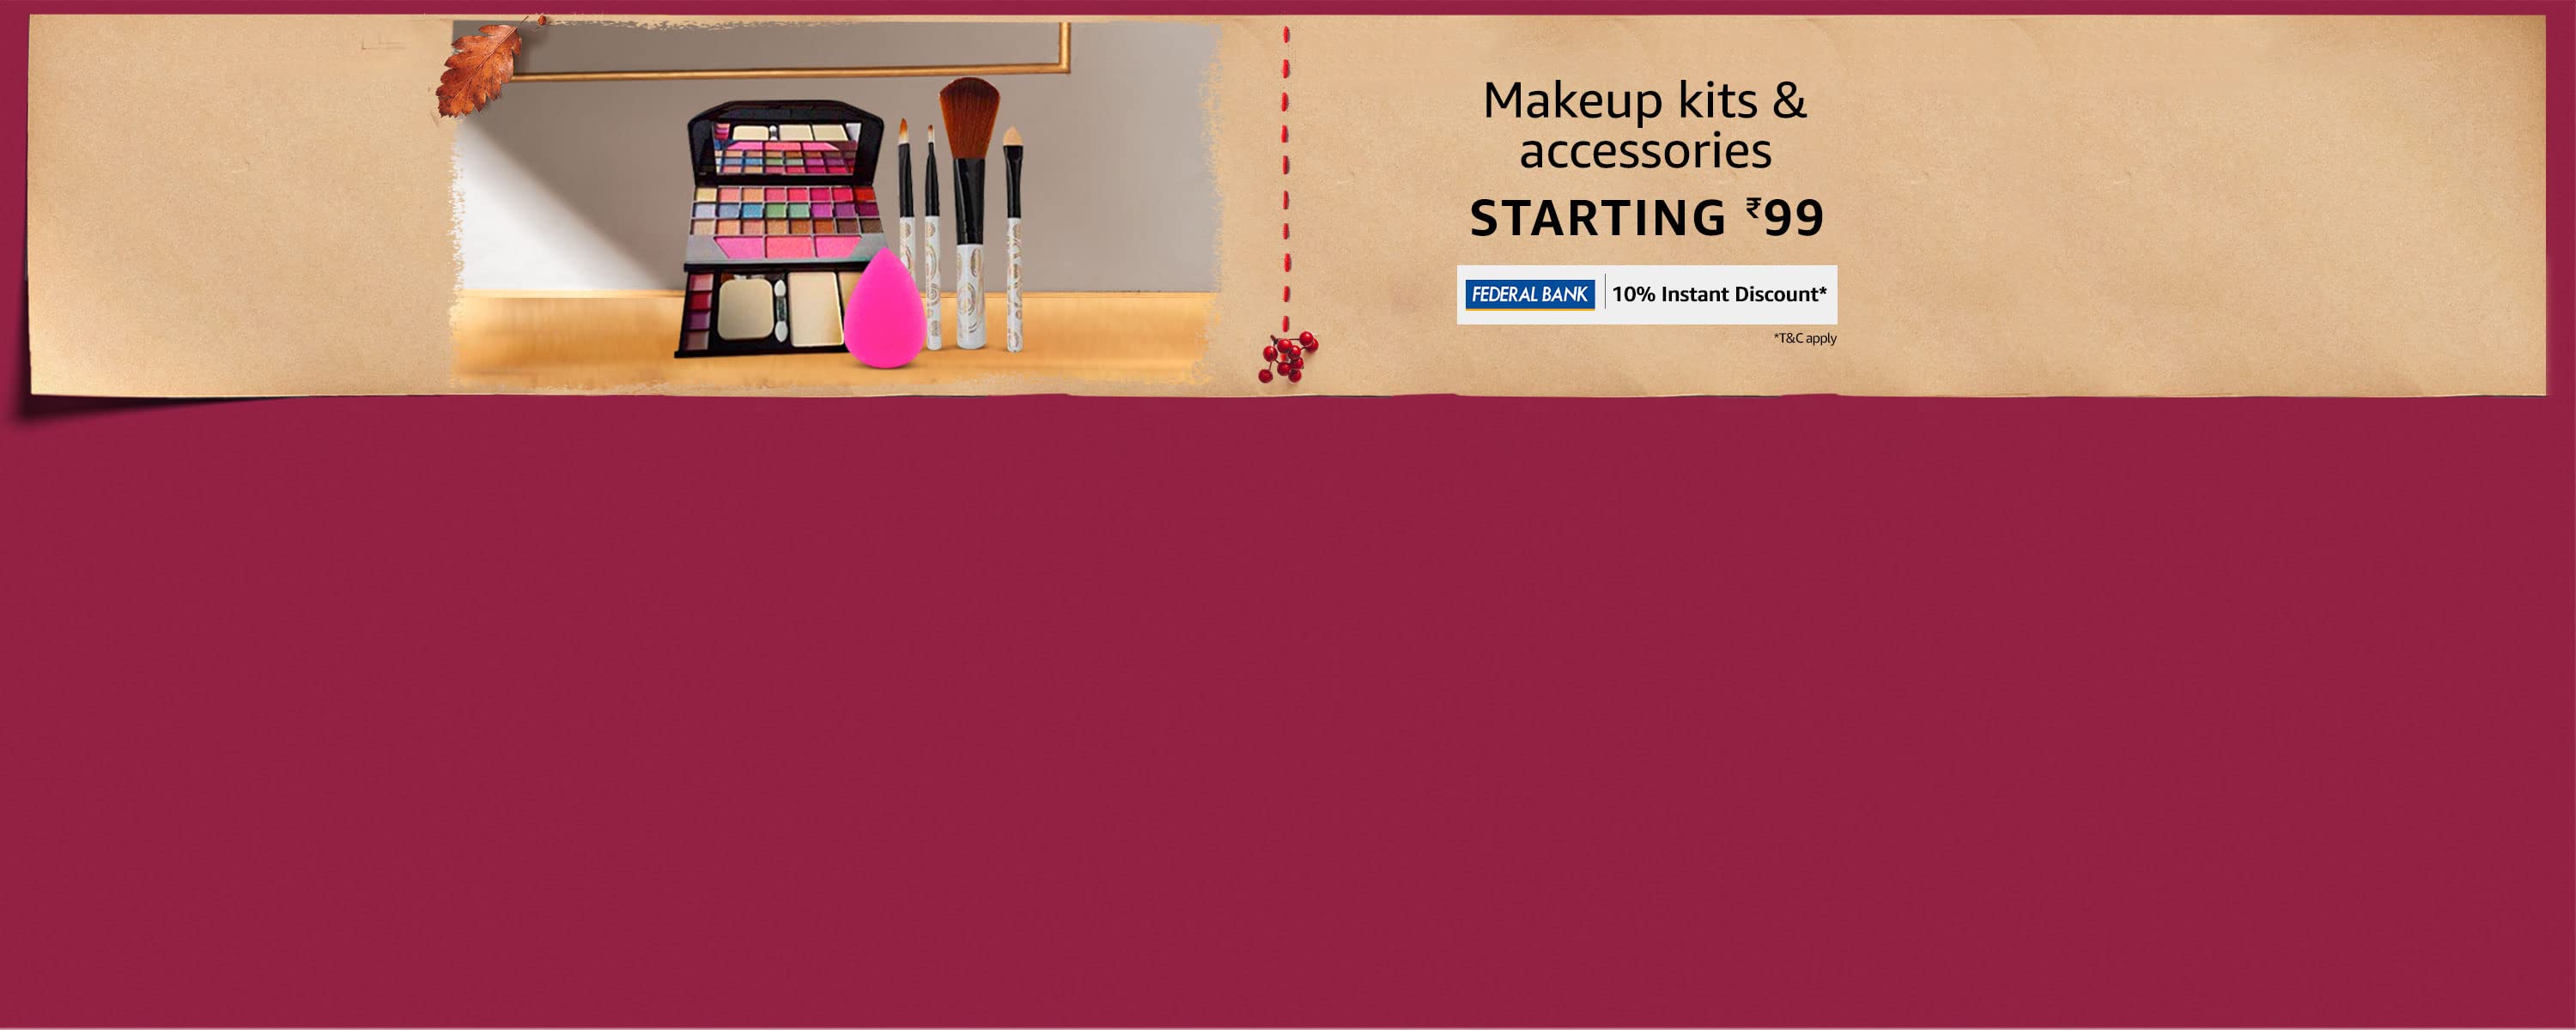 Makeup kits &
accessories
STARTING ₹99
FEDERAL BANK 10% Instant Discount*
*T&C apply